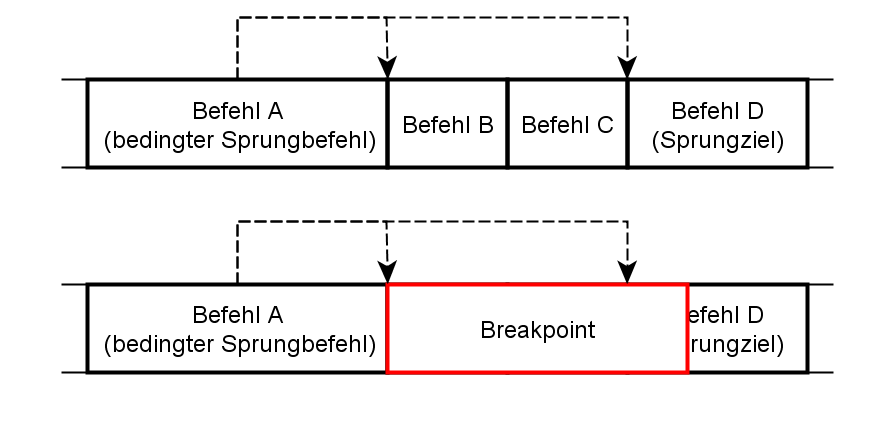 Befehl A
(bedingter Sprungbefehl)
Befehl B
Befehl C
Befehl D
(Sprungziel)
Befehl A
(bedingter Sprungbefehl)
Breakpoint
efehl D
rungziel)